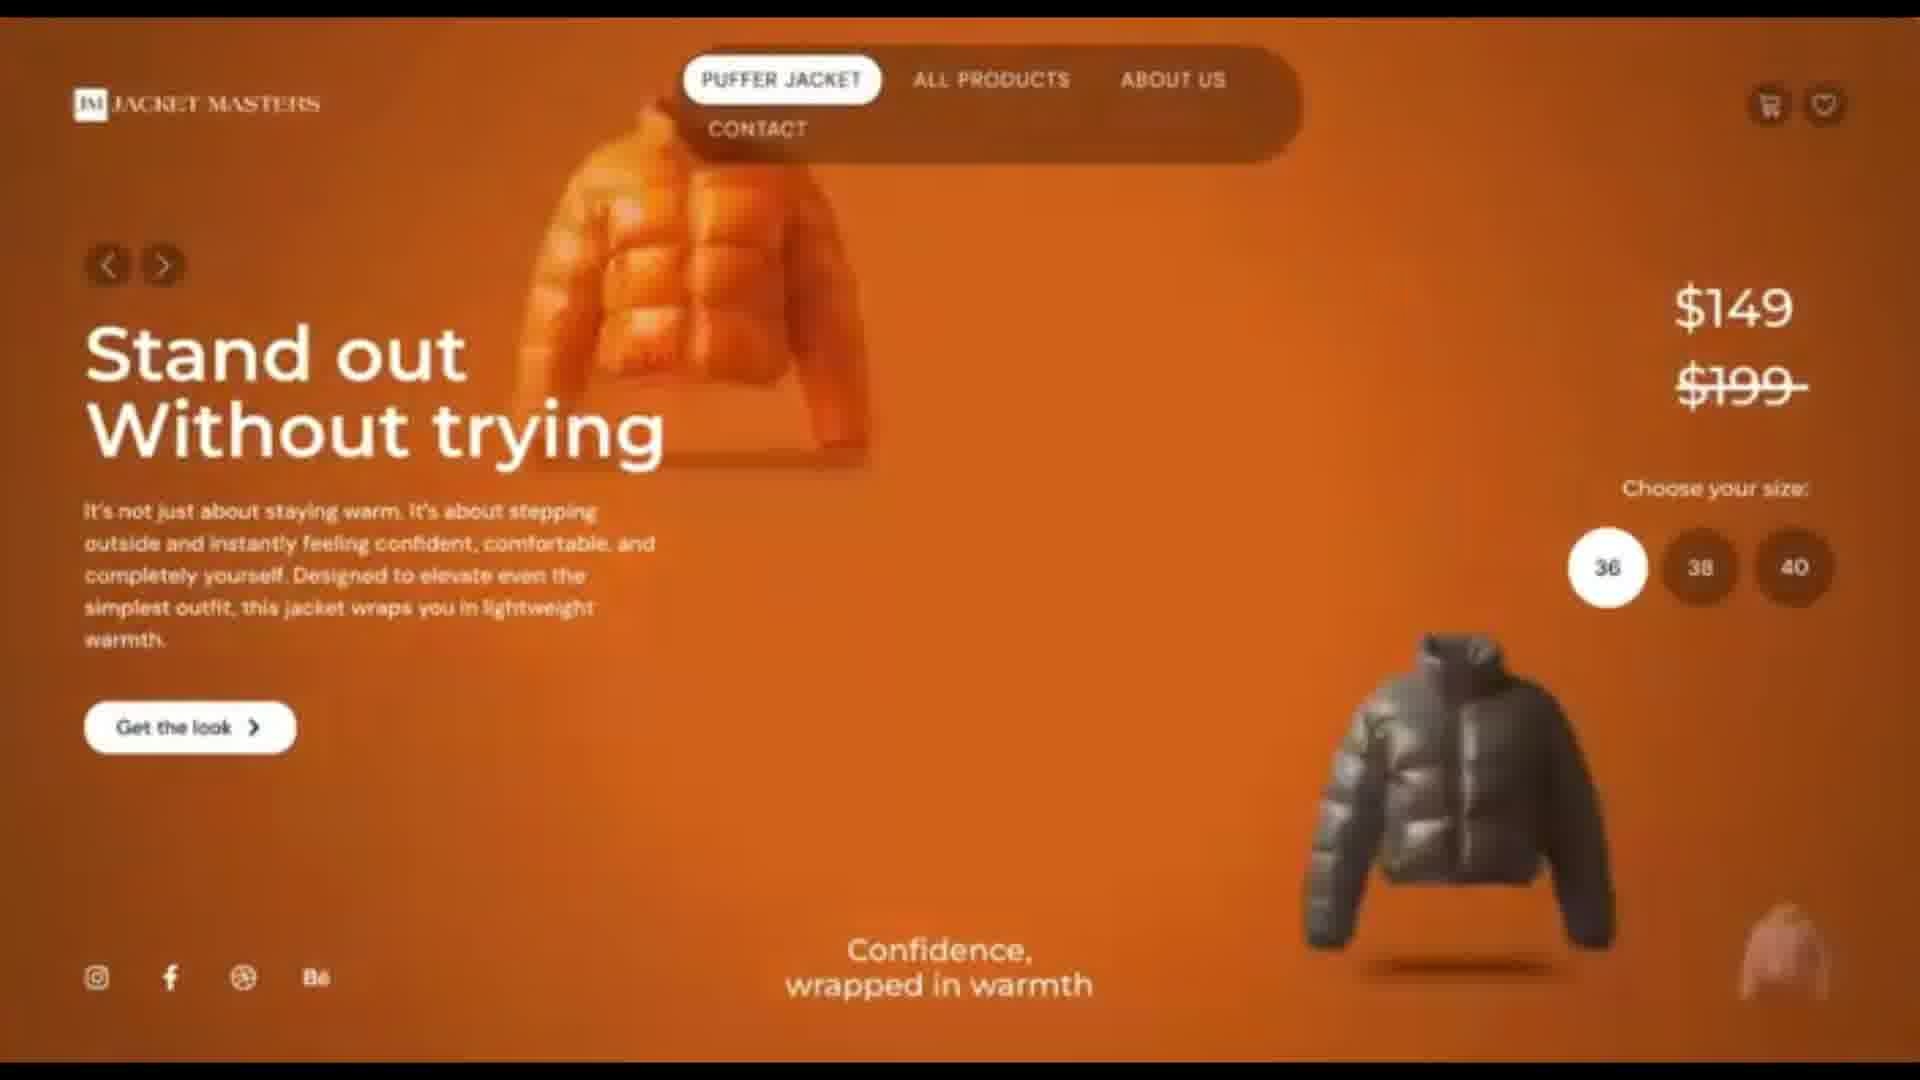 JM JACKET MASTERS
PUFFER JACKET ALL PRODUCTS ABOUT US
CONTACT
Stand out
Without trying
It's not just about staying warm. It's about stepping
outside and instantly feeling confident, comfortable, and
completely yourself. Designed to elevate even the
simplest outfit, this jacket wraps you in lightweight
warmth.
Get the look
$149
$199
Choose your size:
36 38 40
Bē
Confidence,
wrapped in warmth